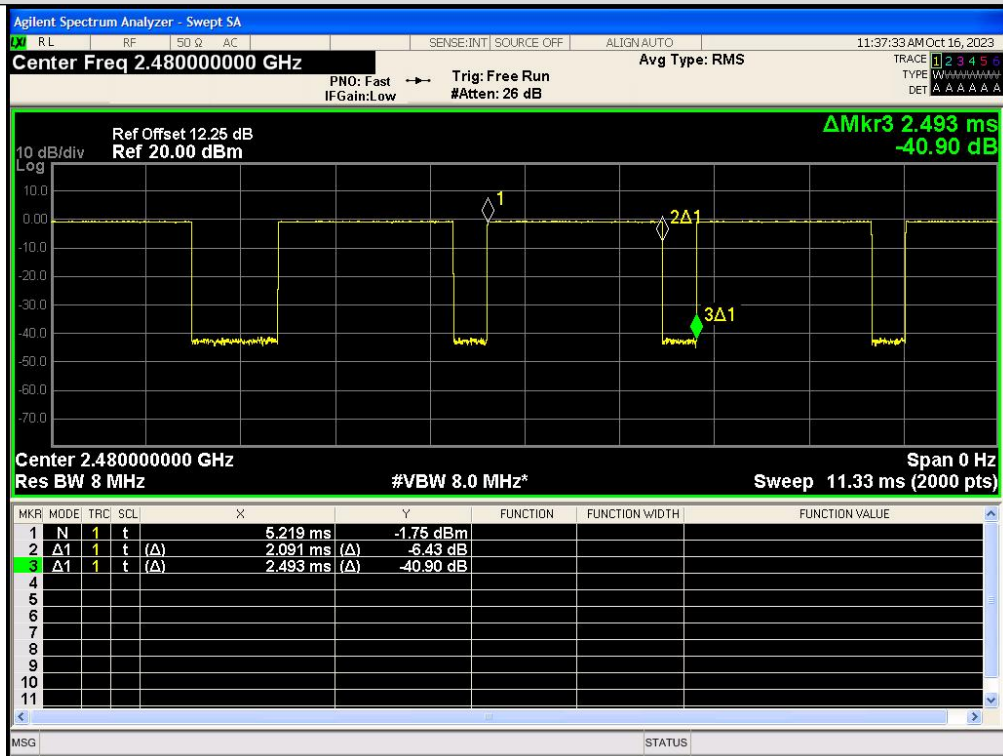 Agilent Spectrum Analyzer - Swept SA
LXI RL RF 50 Ω AC SENSE:INT SOURCE OFF ALIGN AUTO 11:37:33 AM Oct 16, 2023
Center Freq 2.480000000 GHz Avg Type: RMS TRACE 1 2 3 4 5 6
PNO: Fast Trig: Free Run TYPE
IFGain:Low #Atten: 26 dB DET A A A A A A
ΔMkr3 2.493 ms
Ref Offset 12.25 dB
10 dB/div Ref 20.00 dBm -40.90 dB
Log
10.0
0.00
-10.0
-20.0
-30.0
-40.0
-50.0
-60.0
-70.0
1
2Δ1
3Δ1
Center 2.480000000 GHz Span 0 Hz
Res BW 8 MHz #VBW 8.0 MHz* Sweep 11.33 ms (2000 pts)
MKR MODE TRC SCL X Y FUNCTION FUNCTION WIDTH FUNCTION VALUE
1 N 1 t 5.219 ms -1.75 dBm
2 Δ1 1 t (Δ) 2.091 ms (Δ) -6.43 dB
3 Δ1 1 t (Δ) 2.493 ms (Δ) -40.90 dB
4
5
6
7
8
9
10
11
MSG STATUS